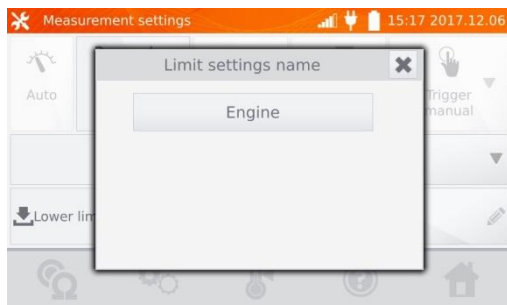 Measurement settings 15:17 2017.12.06
Limit settings name
Auto
Trigger
manual
Engine
Lower lim